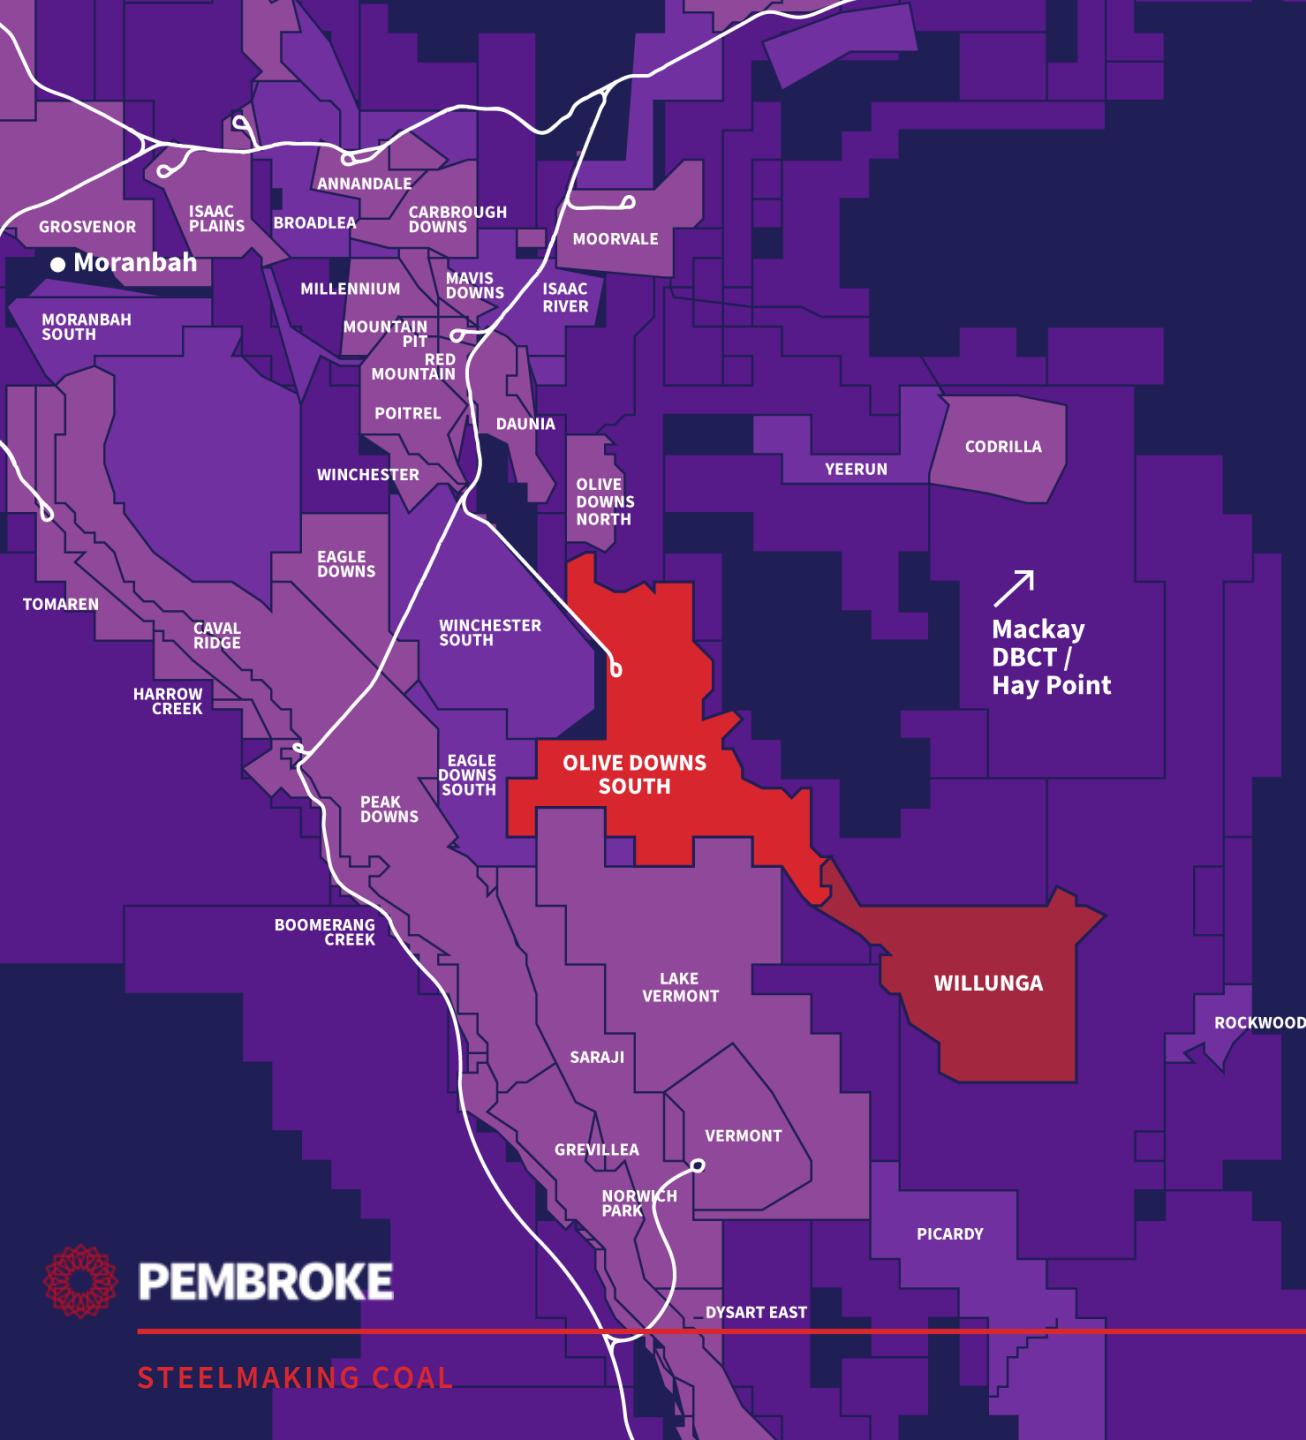 ANNANDALE
ISAAC
PLAINS
GROSVENOR
BROADLEA
CARBROUGH
DOWNS
MOORVALE
Moranbah
MILLENNIUM
MAVIS
DOWNS
ISAAC
RIVER
MORANBAH
SOUTH
MOUNTAIN
PIT
RED
MOUNTAIN
POITREL
DAUNIA
WINCHESTER
OLIVE
DOWNS
NORTH
YEERUN
CODRILLA
EAGLE
DOWNS
TOMAREN
CAVAL
RIDGE
WINCHESTER
SOUTH
Mackay
DBCT /
Hay Point
HARROW
CREEK
EAGLE
DOWNS
SOUTH
OLIVE DOWNS
SOUTH
PEAK
DOWNS
BOOMERANG
CREEK
LAKE
VERMONT
WILLUNGA
ROCKWOOD
SARAJI
VERMONT
GREVILLEA
NORWICH
PARK
PICARDY
PEMBROKE
DYSART EAST
STEELMAKING COAL